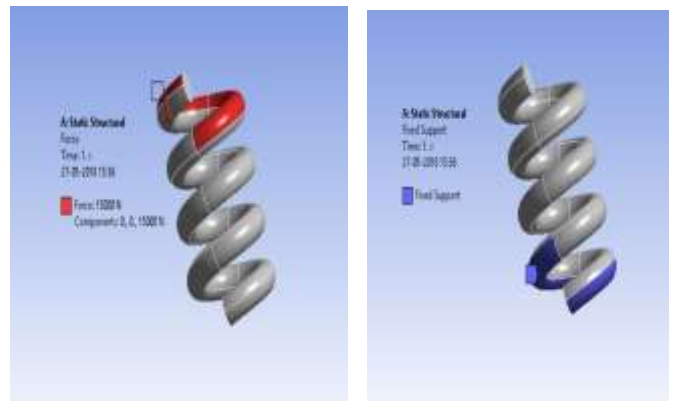 A: Static Structural
Force
Time: 1. s
Force: 15000 N
Components: 0, 0, 15000 N
A: Static Structural
Fixed Support
Time: 1. s
Fixed Support